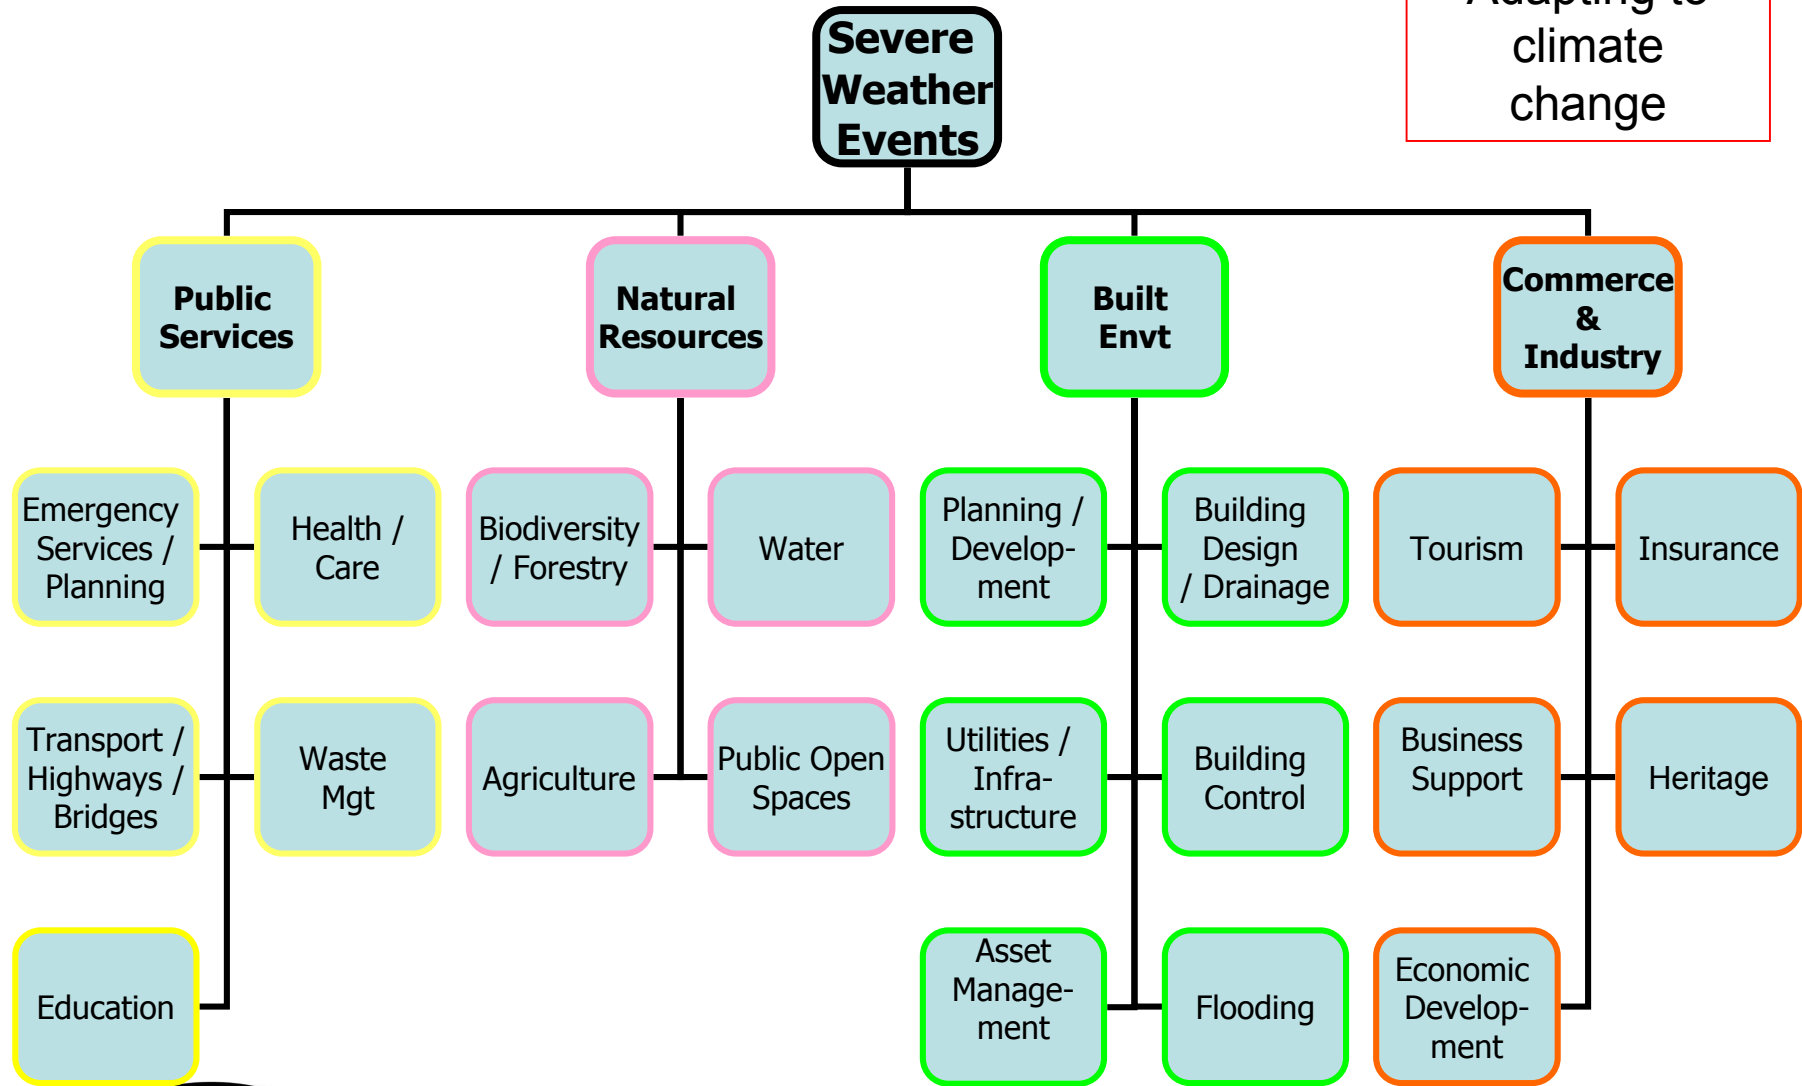 Adapting to
climate
change
Severe
Weather
Events
Public
Services
Natural
Resources
Built
Envt
Commerce
&
Industry
Emergency
Services /
Planning
Health /
Care
Biodiversity
/ Forestry
Water
Planning /
Develop-
ment
Building
Design
/ Drainage
Tourism
Insurance
Transport /
Highways /
Bridges
Waste
Mgt
Agriculture
Public Open
Spaces
Utilities /
Infra-
structure
Building
Control
Business
Support
Heritage
Education
Asset
Manage-
ment
Flooding
Economic
Develop-
ment